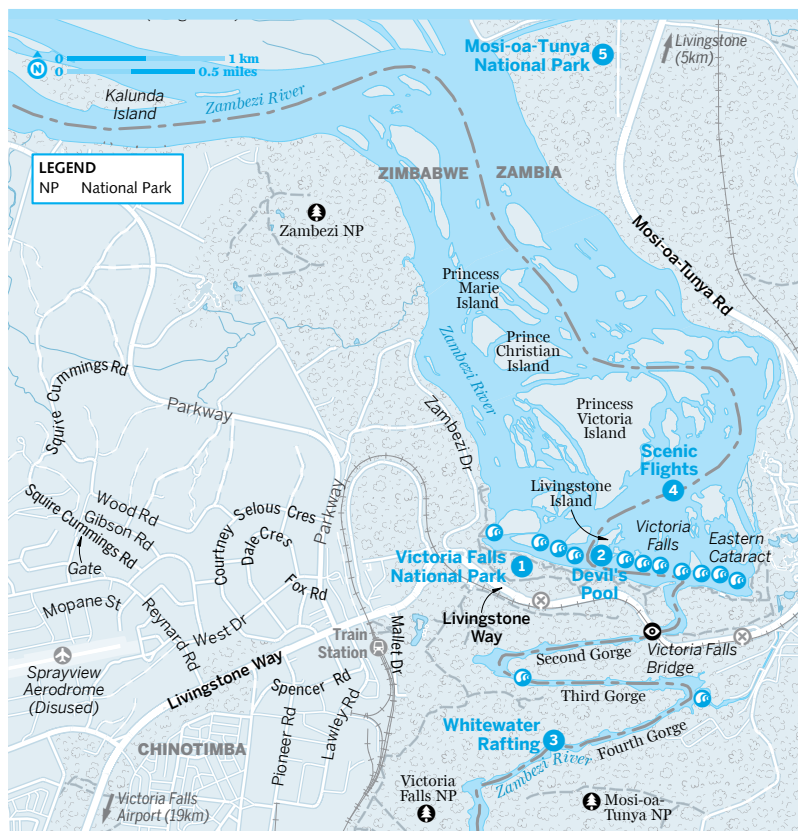 0 1 km
0 0.5 miles
N
Kalunda
Island
Zambezi River
Mosi-oa-Tunya
National Park
5
Livingstone
(5km)
LEGEND
NP National Park
ZIMBABWE
ZAMBIA
Zambezi NP
Mosi-oa-Tunya Rd
Princess
Marie
Island
Prince
Christian
Island
Zambezi River
Princess
Victoria
Island
Squire Cummings Rd
Parkway
Zambezi Dr
Scenic
Flights
4
Livingstone
Island
Victoria
Falls
Eastern
Cataract
Squire Cummings Rd
Wood Rd
Gibson Rd
Gate
Courtney
Selous Cres
Dale Cres
Parkway
Fox Rd
Victoria Falls
National Park
1
2
Devil's
Pool
Mopane St
Reynard Rd
West Dr
Livingstone
Way
Mallet Dr
Train
Station
Victoria Falls
Bridge
Second Gorge
Third Gorge
Sprayview
Aerodrome
(Disused)
Livingstone Way
Spencer Rd
Pioneer Rd
Lawley Rd
CHINOTIMBA
Whitewater
Rafting
3
Fourth Gorge
Zambezi River
Victoria
Falls NP
Mosi-oa-
Tunya NP
Victoria Falls
Airport (19km)